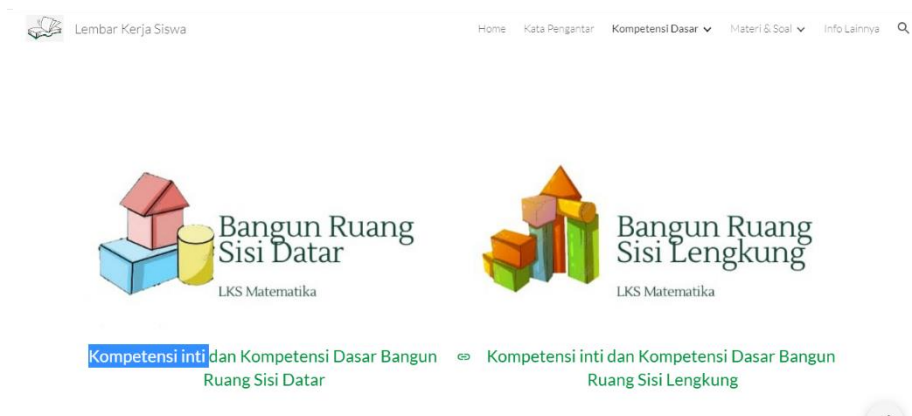 Lembar Kerja Siswa
Home Kata Pengantar Kompetensi Dasar Materi & Soal Info Lainnya
Bangun Ruang
Sisi Datar
LKS Matematika
Bangun Ruang
Sisi Lengkung
LKS Matematika
Kompetensi inti dan Kompetensi Dasar Bangun
Ruang Sisi Datar
Kompetensi inti dan Kompetensi Dasar Bangun
Ruang Sisi Lengkung